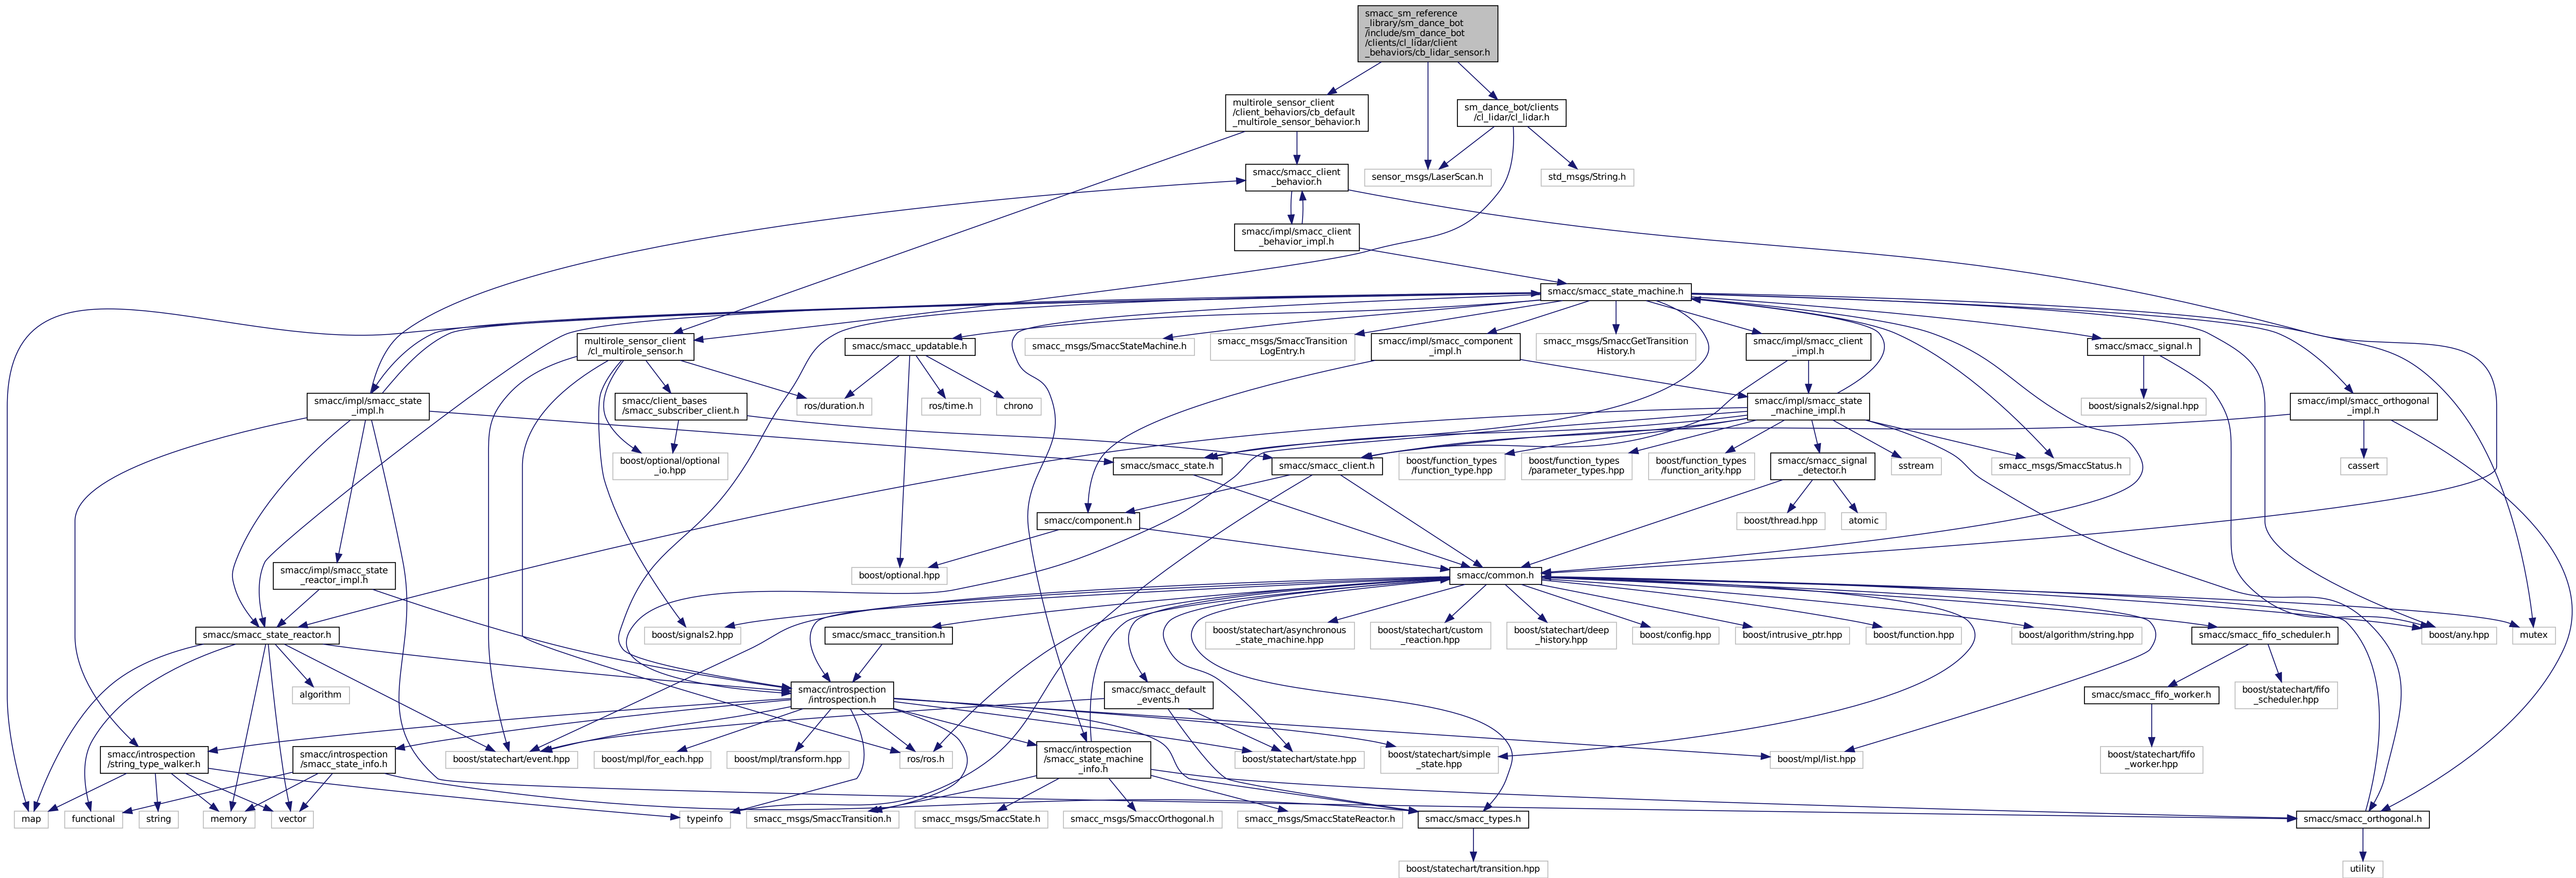 smacc_sm_reference
_library/sm_dance_bot
/include/sm_dance_bot
/clients/cl_lidar/client
_behaviors/cb_lidar_sensor.h
multirole_sensor_client
/client_behaviors/cb_default
_multirole_sensor_behavior.h
sm_dance_bot/clients
/cl_lidar/cl_lidar.h
smacc/smacc_client
_behavior.h
sensor_msgs/LaserScan.h
std_msgs/String.h
smacc/impl/smacc_client
_behavior_impl.h
smacc/smacc_state_machine.h
multirole_sensor_client
/cl_multirole_sensor.h
smacc/smacc_updatable.h
smacc_msgs/SmaccStateMachine.h
smacc_msgs/SmaccTransition
LogEntry.h
smacc/impl/smacc_component
_impl.h
smacc_msgs/SmaccGetTransition
History.h
smacc/impl/smacc_client
_impl.h
smacc/smacc_signal.h
smacc/impl/smacc_state
_impl.h
smacc/client_bases
/smacc_subscriber_client.h
ros/duration.h
ros/time.h
chrono
smacc/impl/smacc_state
_machine_impl.h
boost/signals2/signal.hpp
smacc/impl/smacc_orthogonal
_impl.h
boost/optional/optional
_io.hpp
smacc/smacc_state.h
smacc/smacc_client.h
boost/function_types
/function_type.hpp
boost/function_types
/parameter_types.hpp
boost/function_types
/function_arity.hpp
smacc/smacc_signal
_detector.h
sstream
smacc_msgs/SmaccStatus.h
cassert
smacc/component.h
boost/thread.hpp
atomic
smacc/impl/smacc_state
_reactor_impl.h
boost/optional.hpp
smacc/common.h
smacc/smacc_state_reactor.h
boost/signals2.hpp
smacc/smacc_transition.h
boost/statechart/asynchronous
_state_machine.hpp
boost/statechart/custom
_reaction.hpp
boost/statechart/deep
_history.hpp
boost/config.hpp
boost/intrusive_ptr.hpp
boost/function.hpp
boost/algorithm/string.hpp
smacc/smacc_fifo_scheduler.h
boost/any.hpp
mutex
algorithm
smacc/introspection
/introspection.h
smacc/smacc_default
_events.h
smacc/smacc_fifo_worker.h
boost/statechart/fifo
_scheduler.hpp
smacc/introspection
/string_type_walker.h
smacc/introspection
/smacc_state_info.h
boost/statechart/event.hpp
boost/mpl/for_each.hpp
boost/mpl/transform.hpp
ros/ros.h
smacc/introspection
/smacc_state_machine
_info.h
boost/statechart/state.hpp
boost/statechart/simple
_state.hpp
boost/mpl/list.hpp
boost/statechart/fifo
_worker.hpp
map
functional
string
memory
vector
typeinfo
smacc_msgs/SmaccTransition.h
smacc_msgs/SmaccState.h
smacc_msgs/SmaccOrthogonal.h
smacc_msgs/SmaccStateReactor.h
smacc/smacc_types.h
smacc/smacc_orthogonal.h
boost/statechart/transition.hpp
utility